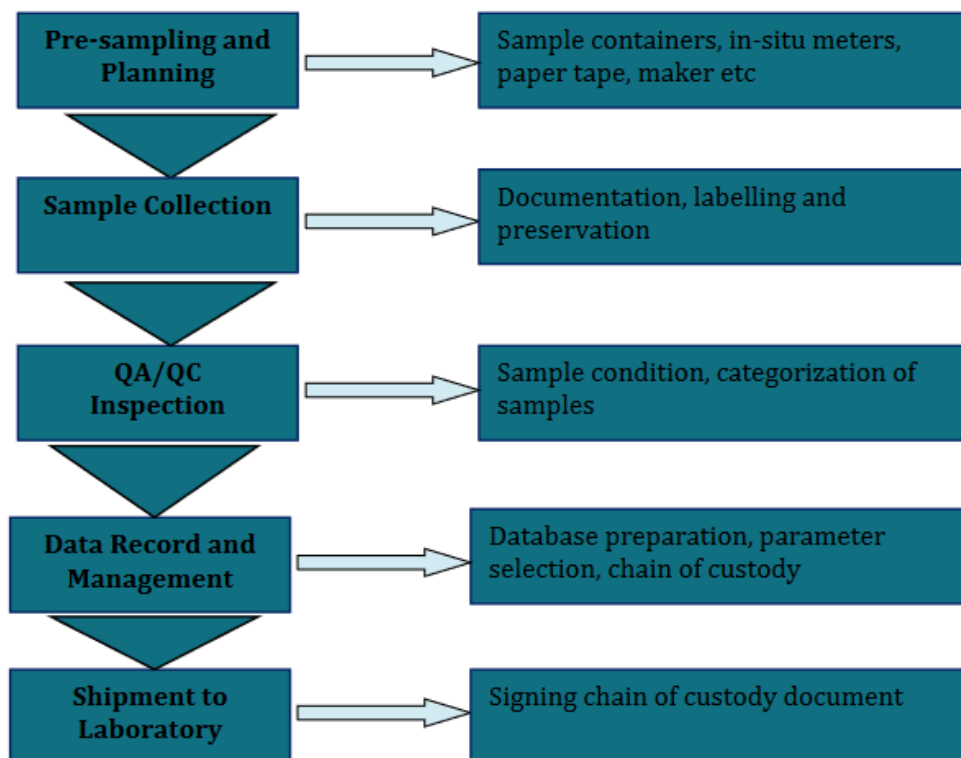 Pre-sampling and
Planning
Sample containers, in-situ meters,
paper tape, maker etc
Sample Collection
Documentation, labelling and
preservation
QA/QC
Inspection
Sample condition, categorization of
samples
Data Record and
Management
Database preparation, parameter
selection, chain of custody
Shipment to
Laboratory
Signing chain of custody document